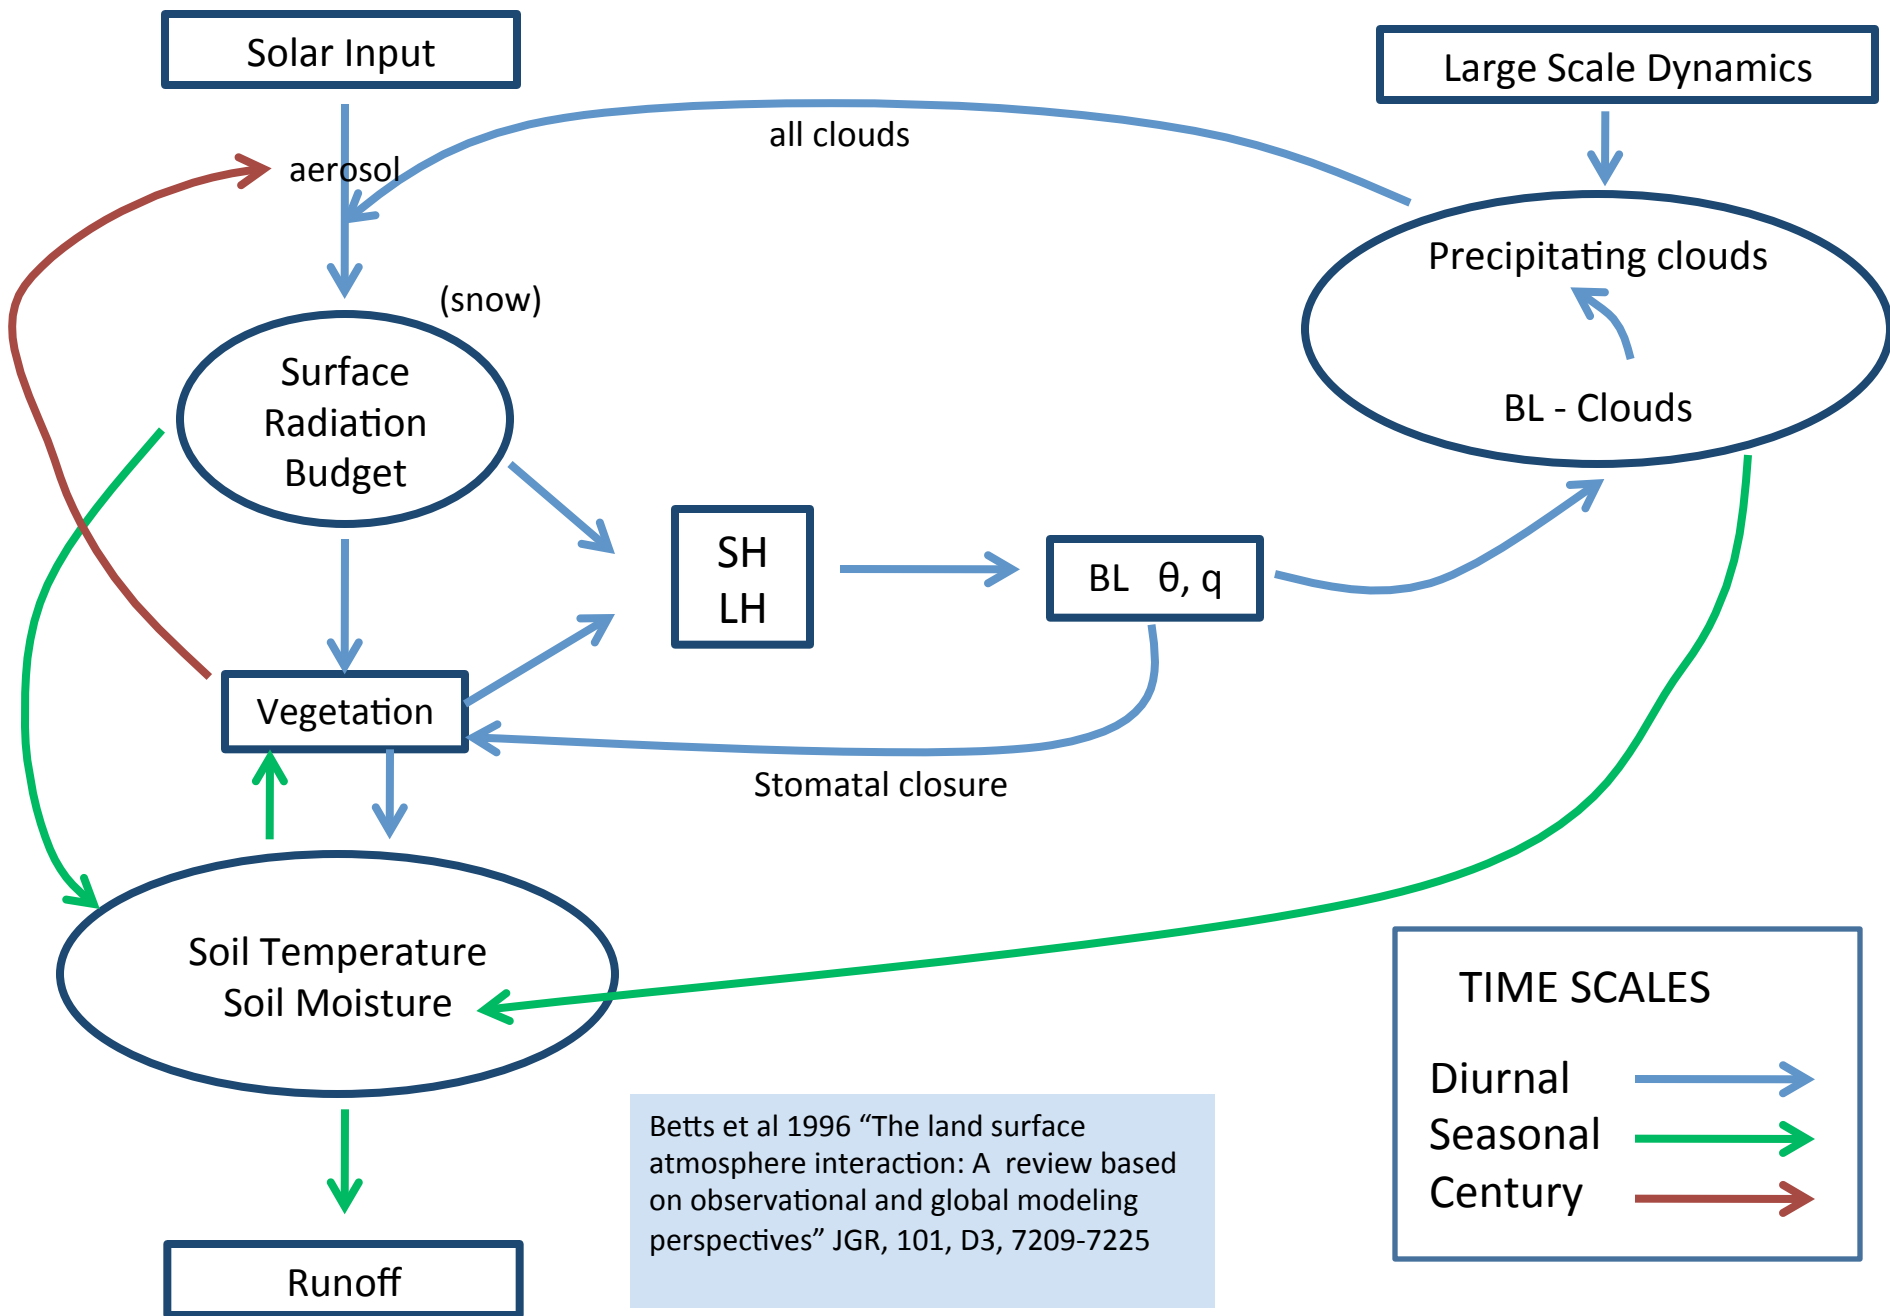 Solar Input
Large Scale Dynamics
all clouds
aerosol
Precipitating clouds
(snow)
Surface
Radiation
Budget
BL - Clouds
SH
LH
BL θ, q
Vegetation
Stomatal closure
Soil Temperature
Soil Moisture
TIME SCALES
Diurnal
Seasonal
Century
Betts et al 1996 “The land surface
atmosphere interaction: A review based
on observational and global modeling
perspectives” JGR, 101, D3, 7209-7225
Runoff